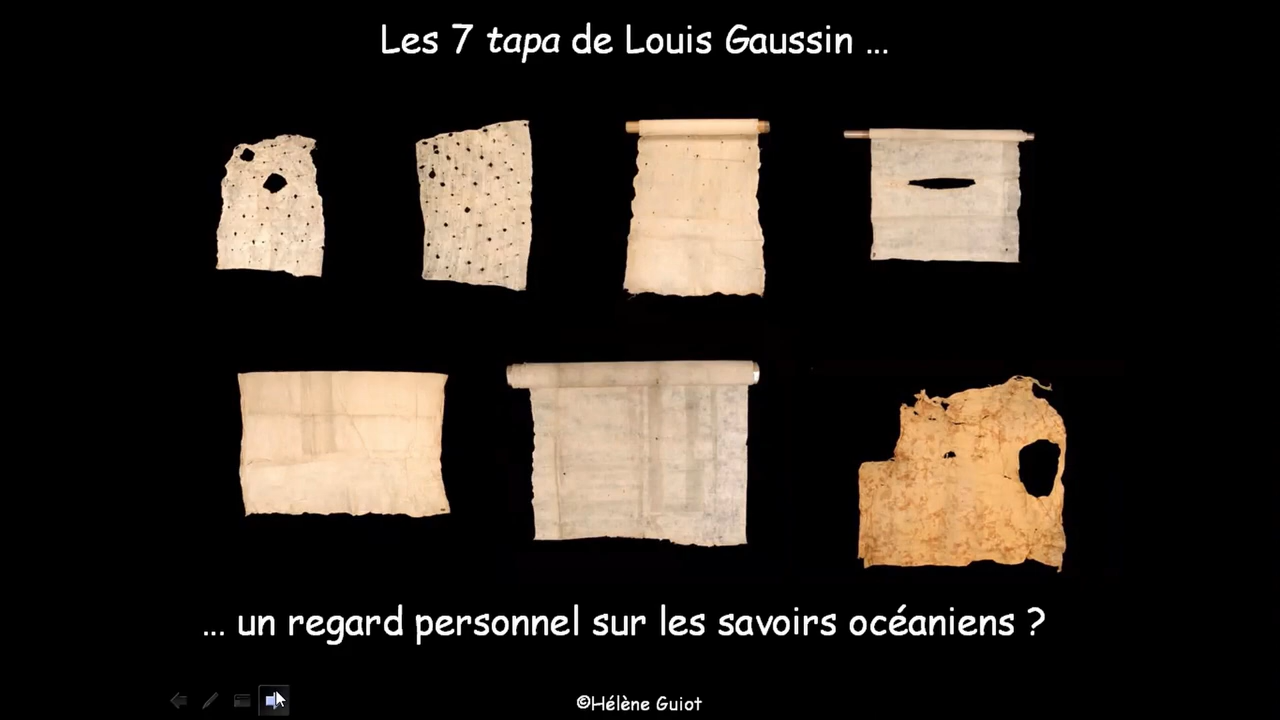 Les 7 tapa de Louis Gaussin ...
... un regard personnel sur les savoirs océaniens ?
©Hélène Guiot